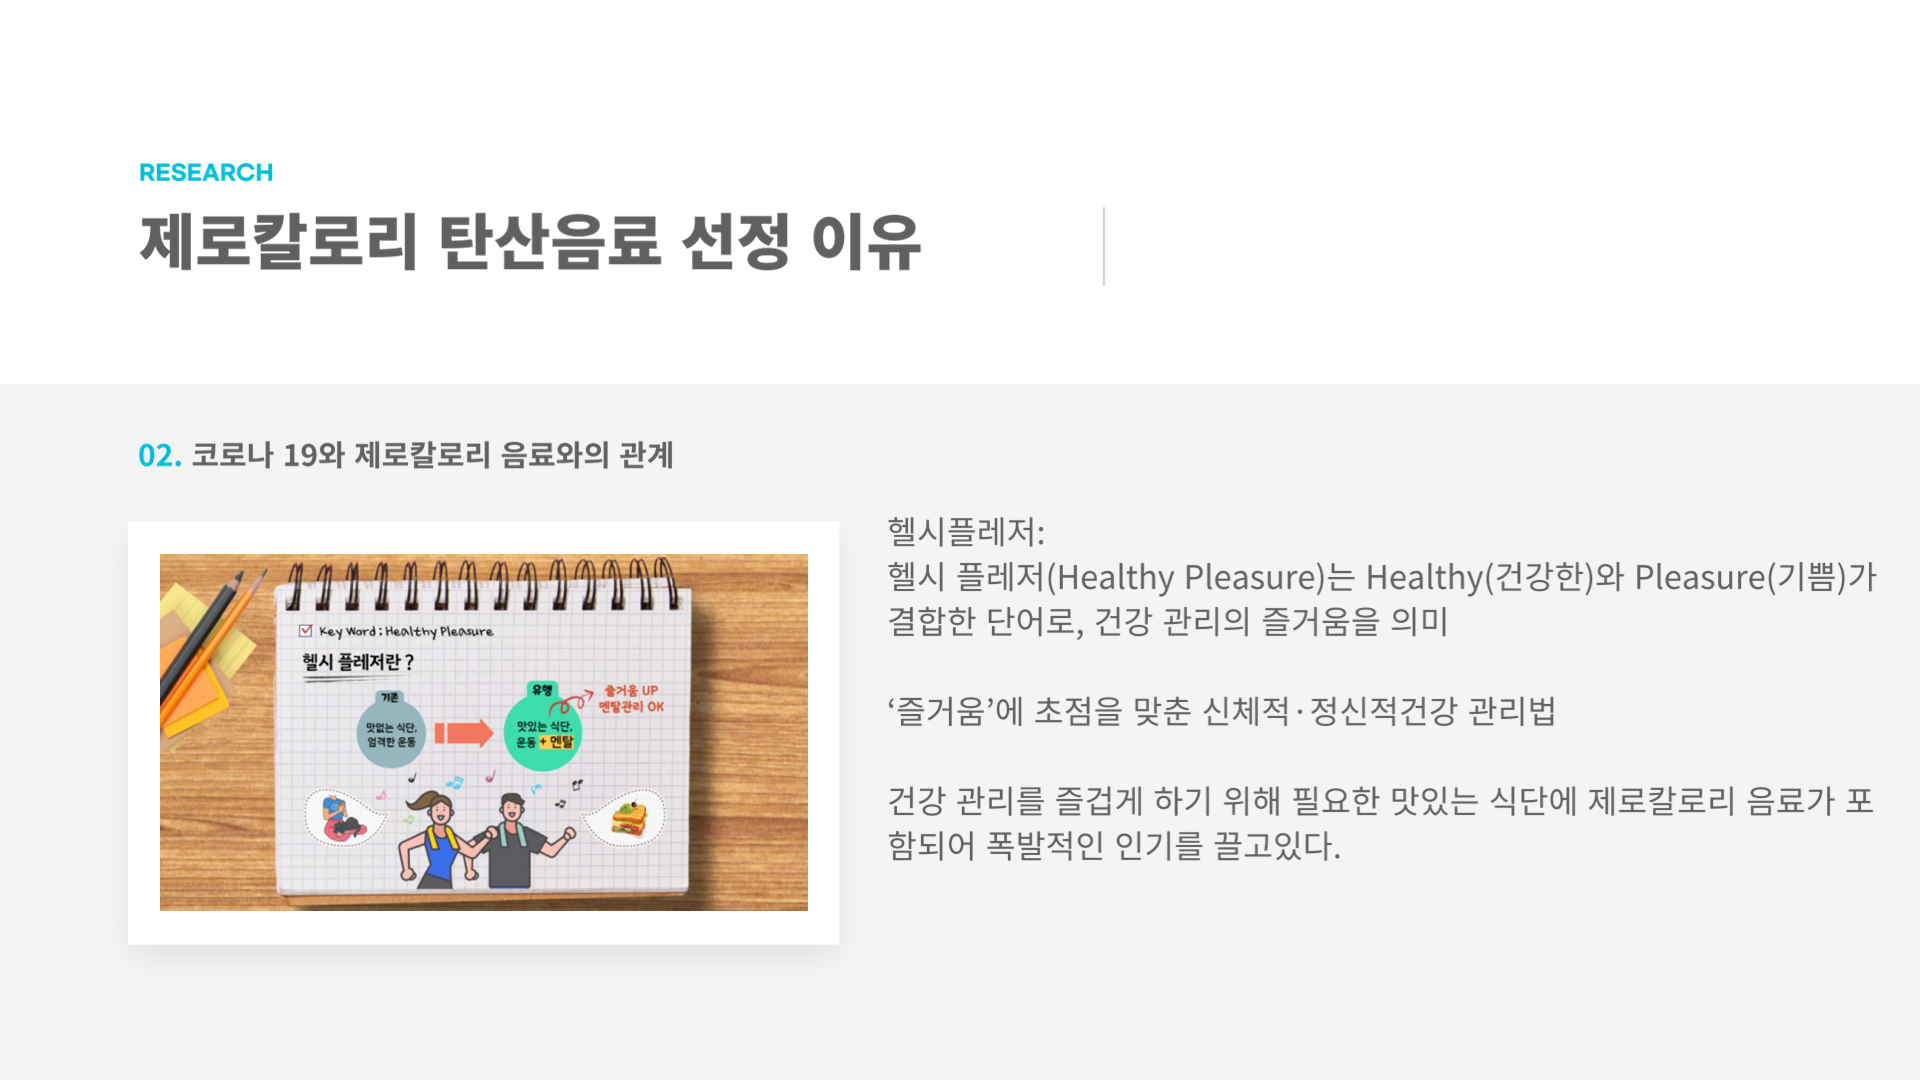 RESEARCH
제로칼로리 탄산음료 선정 이유
02. 코로나 19와 제로칼로리 음료와의 관계
Key Word : Healthy Pleasure
헬시 플레저란 ?
기존
맛없는 식단,
엄격한 운동
유행
맛있는 식단,
운동 + 멘탈
즐거움 UP
멘탈관리 OK
헬시플레저:
헬시 플레저(Healthy Pleasure)는 Healthy(건강한)와 Pleasure(기쁨)가
결합한 단어로, 건강 관리의 즐거움을 의미
‘즐거움’에 초점을 맞춘 신체적·정신적건강 관리법
건강 관리를 즐겁게 하기 위해 필요한 맛있는 식단에 제로칼로리 음료가 포
함되어 폭발적인 인기를 끌고있다.